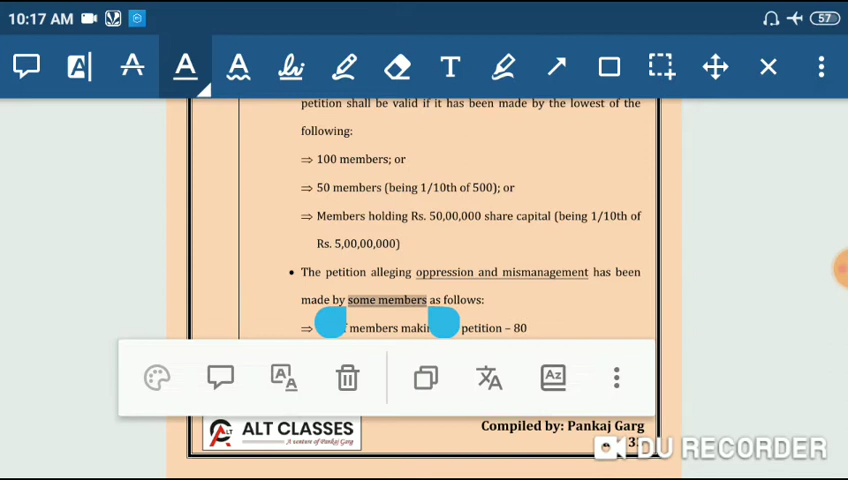 10:17 AM
57
petition shall be valid if it has been made by the lowest of the
following:
⇒ 100 members; or
⇒ 50 members (being 1/10th of 500); or
⇒ Members holding Rs. 50,00,000 share capital (being 1/10th of
Rs. 5,00,00,000)
• The petition alleging oppression and mismanagement has been
made by some members as follows:
⇒ members making petition – 80
ALT CLASSES
A venture of Pankaj Garg
Compiled by: Pankaj Garg
DU RECORDER